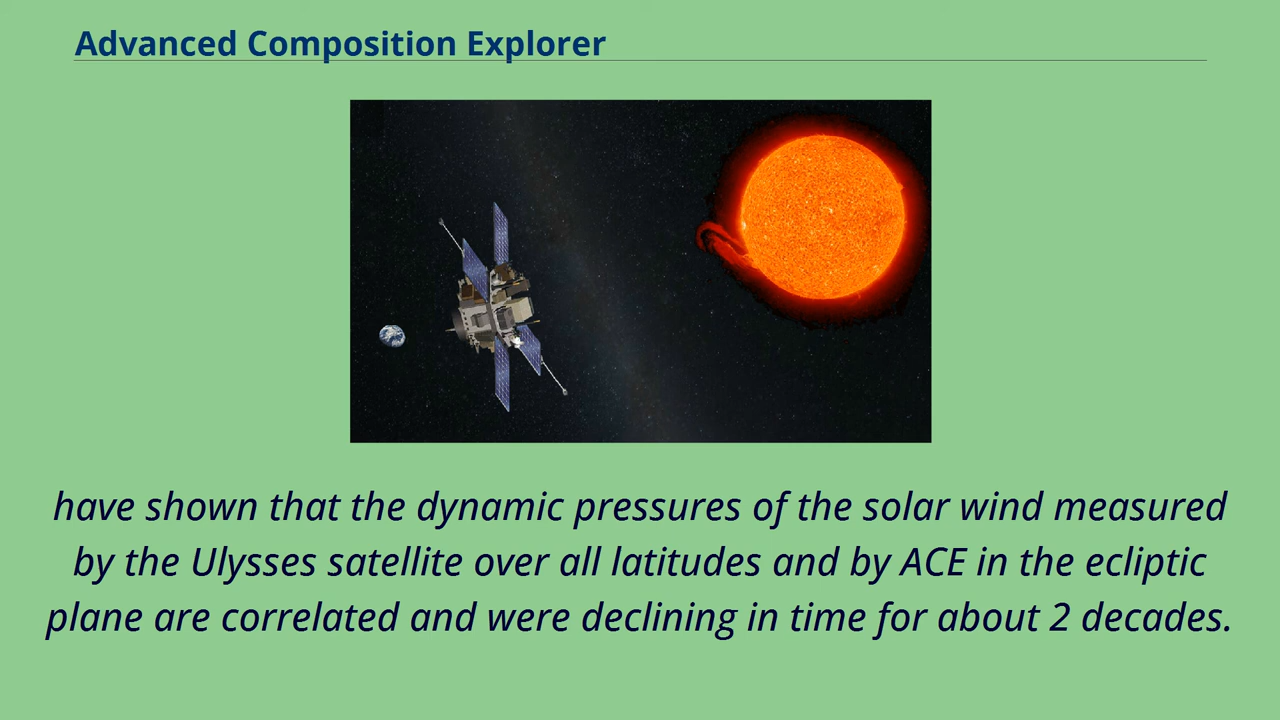 Advanced Composition Explorer
have shown that the dynamic pressures of the solar wind measured
by the Ulysses satellite over all latitudes and by ACE in the ecliptic
plane are correlated and were declining in time for about 2 decades.